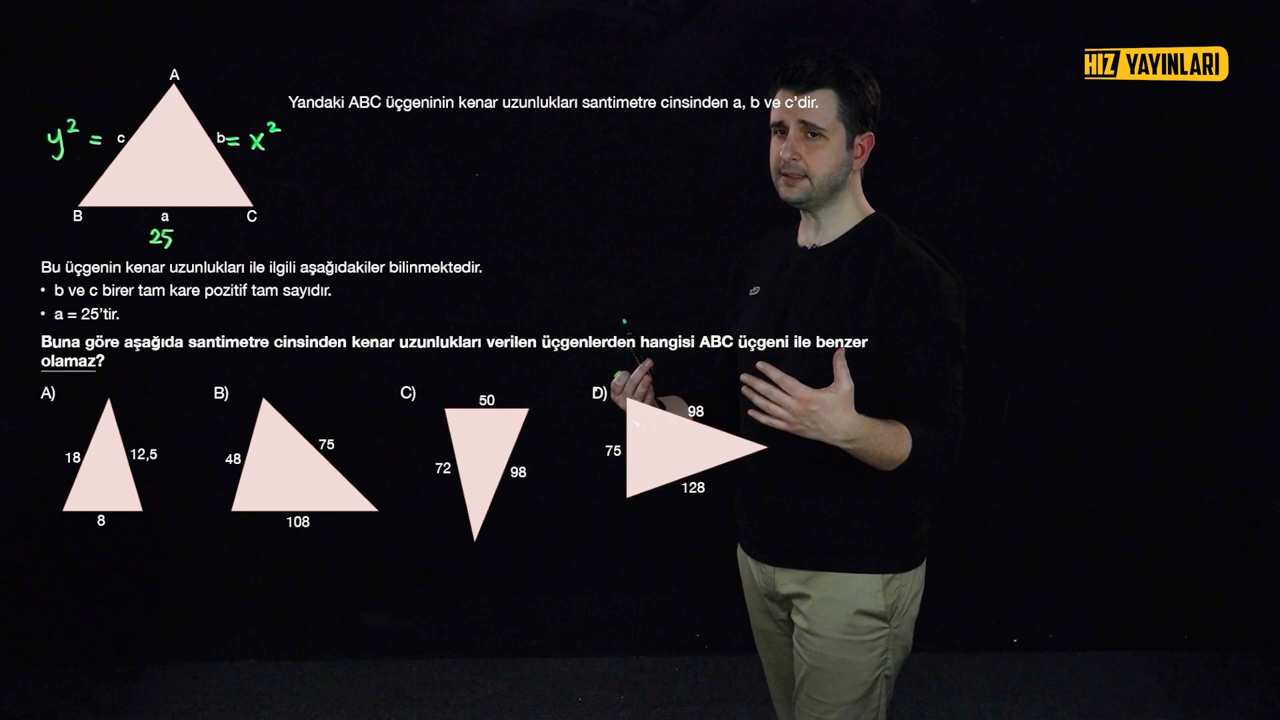 HIZ YAYINLARI
A
Yandaki ABC üçgeninin kenar uzunlukları santimetre cinsinden a, b ve c'dir.
y² = c b = x²
B a C
25
Bu üçgenin kenar uzunlukları ile ilgili aşağıdakiler bilinmektedir.
• b ve c birer tam kare pozitif tam sayıdır.
• a = 25'tir.
Buna göre aşağıda santimetre cinsinden kenar uzunlukları verilen üçgenlerden hangisi ABC üçgeni ile benzer
olamaz?
A) B) C) D)
50
98
18 12,5
48 75
72 98
75
128
8
108